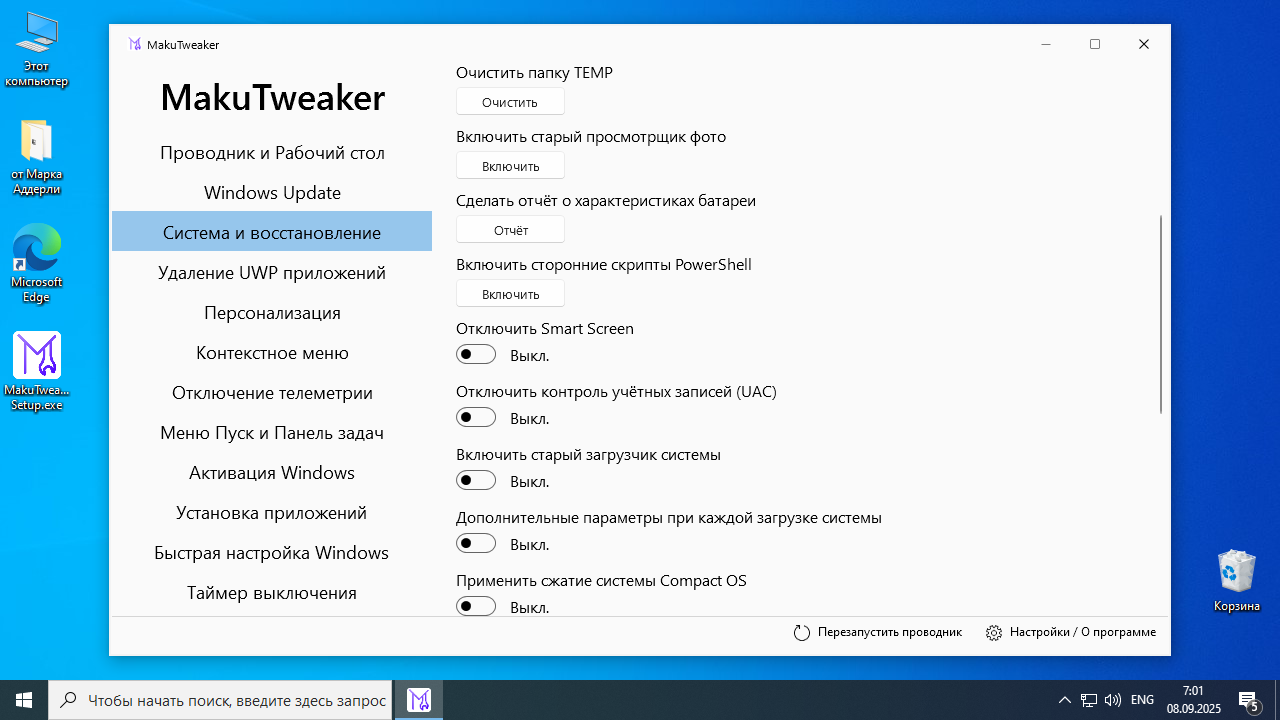 Этот
компьютер
от Марка
Аддерли
Microsoft
Edge
MakuTwea...
Setup.exe
MakuTweaker
MakuTweaker
Проводник и Рабочий стол
Windows Update
Система и восстановление
Удаление UWP приложений
Персонализация
Контекстное меню
Отключение телеметрии
Меню Пуск и Панель задач
Активация Windows
Установка приложений
Быстрая настройка Windows
Таймер выключения
Очистить папку TEMP
Очистить
Включить старый просмотрщик фото
Включить
Сделать отчёт о характеристиках батареи
Отчёт
Включить сторонние скрипты PowerShell
Включить
Отключить Smart Screen
Выкл.
Отключить контроль учётных записей (UAC)
Выкл.
Включить старый загрузчик системы
Выкл.
Дополнительные параметры при каждой загрузке системы
Выкл.
Применить сжатие системы Compact OS
Выкл.
Перезапустить проводник
Настройки / О программе
Корзина
Чтобы начать поиск, введите здесь запрос
ENG
7:01
08.09.2025
5